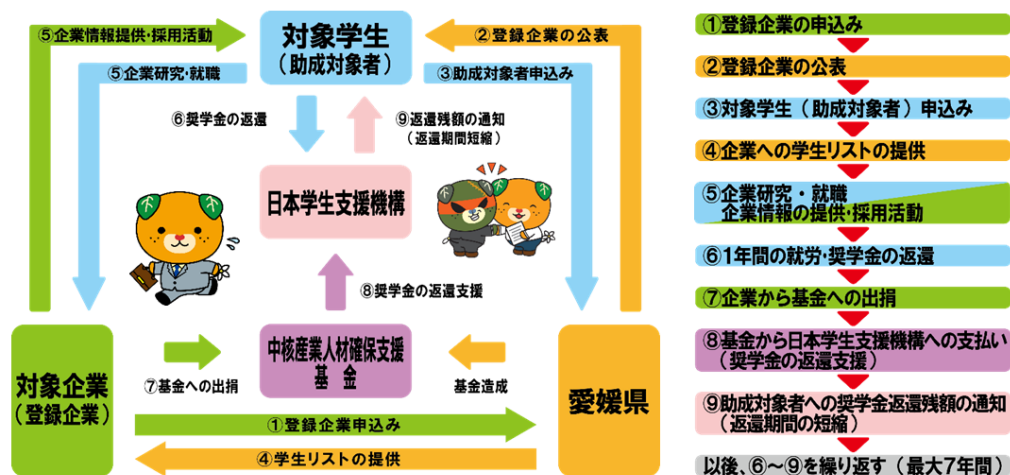 ⑤企業情報提供・採用活動
対象学生
(助成対象者)
②登録企業の公表
⑤企業研究・就職
③助成対象者申込み
⑥奨学金の返還
⑨返還残額の通知
(返還期間短縮)
日本学生支援機構
⑧奨学金の返還支援
対象企業
(登録企業)
⑦基金への出捐
中核産業人材確保支援
基金
基金造成
愛媛県
①登録企業申込み
④学生リストの提供
①登録企業の申込み
②登録企業の公表
③対象学生(助成対象者)申込み
④企業への学生リストの提供
⑤企業研究・就職
企業情報の提供・採用活動
⑥1年間の就労・奨学金の返還
⑦企業から基金への出捐
⑧基金から日本学生支援機構への支払い
(奨学金の返還支援)
⑨助成対象者への奨学金返還残額の通知
(返還期間の短縮)
以後、⑥~⑨を繰り返す(最大7年間)